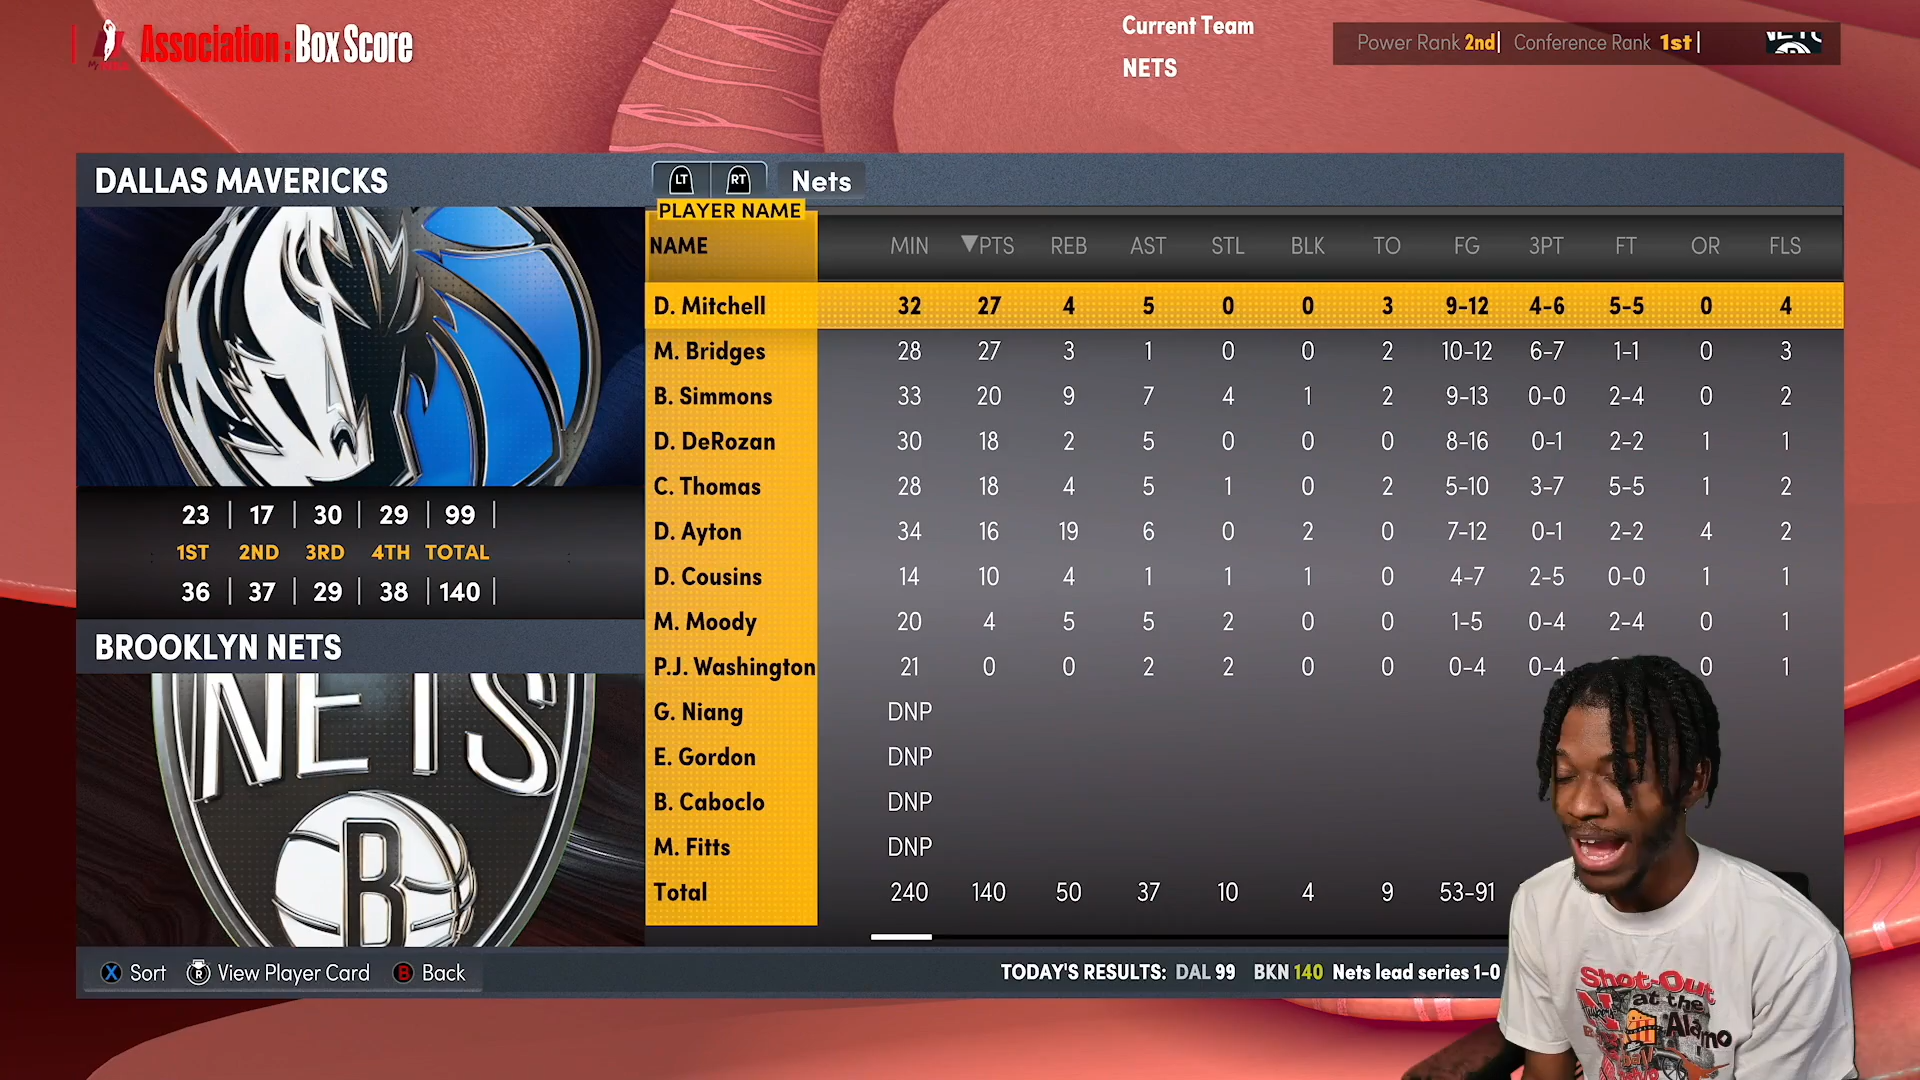 Association : Box Score
Current Team
NETS
Power Rank 2nd| Conference Rank 1st|
DALLAS MAVERICKS
LT RT Nets
PLAYER NAME
NAME MIN ▼PTS REB AST STL BLK TO FG 3PT FT OR FLS
D. Mitchell 32 27 4 5 0 0 3 9-12 4-6 5-5 0 4
M. Bridges 28 27 3 1 0 0 2 10-12 6-7 1-1 0 3
B. Simmons 33 20 9 7 4 1 2 9-13 0-0 2-4 0 2
D. DeRozan 30 18 2 5 0 0 0 8-16 0-1 2-2 1 1
C. Thomas 28 18 4 5 1 0 2 5-10 3-7 5-5 1 2
D. Ayton 34 16 19 6 0 2 0 7-12 0-1 2-2 4 2
D. Cousins 14 10 4 1 1 1 0 4-7 2-5 0-0 1 1
M. Moody 20 4 5 5 2 0 0 1-5 0-4 2-4 0 1
P.J. Washington 21 0 0 2 2 0 0 0-4 0-4 0 1
G. Niang DNP
E. Gordon DNP
B. Caboclo DNP
M. Fitts DNP
Total 240 140 50 37 10 4 9 53-91
23 | 17 | 30 | 29 | 99 |
1ST 2ND 3RD 4TH TOTAL
36 | 37 | 29 | 38 | 140 |
BROOKLYN NETS
NETS
B
X Sort R View Player Card B Back
TODAY'S RESULTS: DAL 99 BKN 140 Nets lead series 1-0
Shot-Out
at the
Alamo